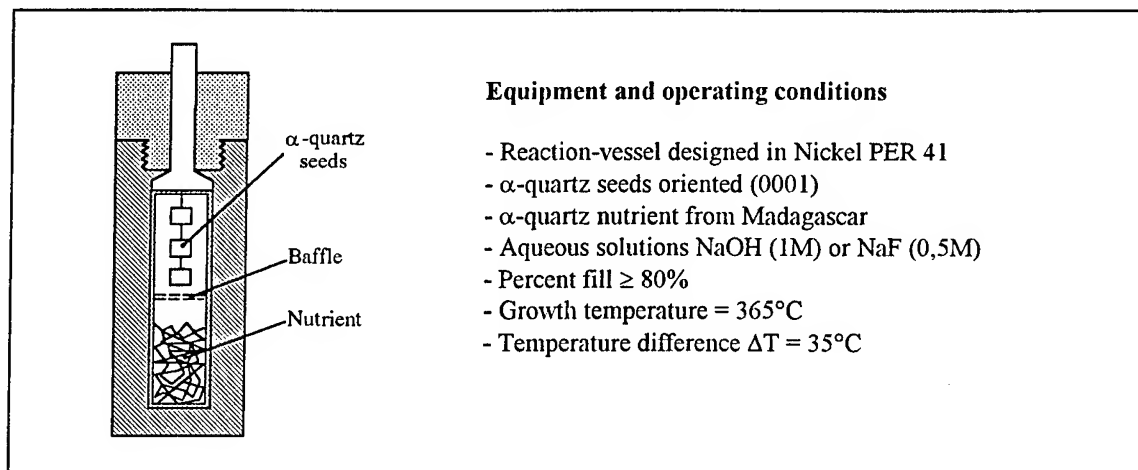 α-quartz
seeds
Baffle
Nutrient
Equipment and operating conditions
- Reaction-vessel designed in Nickel PER 41
- α-quartz seeds oriented (0001)
- α-quartz nutrient from Madagascar
- Aqueous solutions NaOH (1M) or NaF (0,5M)
- Percent fill ≥ 80%
- Growth temperature = 365°C
- Temperature difference ΔT = 35°C